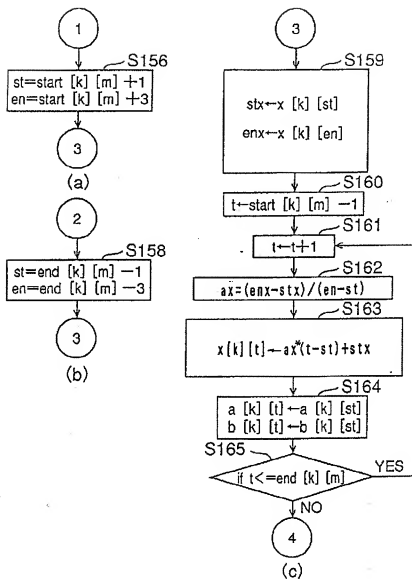 1
S156
st=start [k] [m] +1
en=start [k] [m] +3
3
(a)
2
S158
st=end [k] [m] −1
en=end [k] [m] −3
3
(b)
3
S159
stx←x [k] [st]
enx←x [k] [en]
S160
t←start [k] [m] −1
S161
t←t+1
S162
ax=(enx-stx)/(en-st)
S163
x[k][t]←ax*(t-st)+stx
S164
a [k] [t]←a [k] [st]
b [k] [t]←b [k] [st]
S165
if t<=end [k] [m]
YES
NO
4
(c)